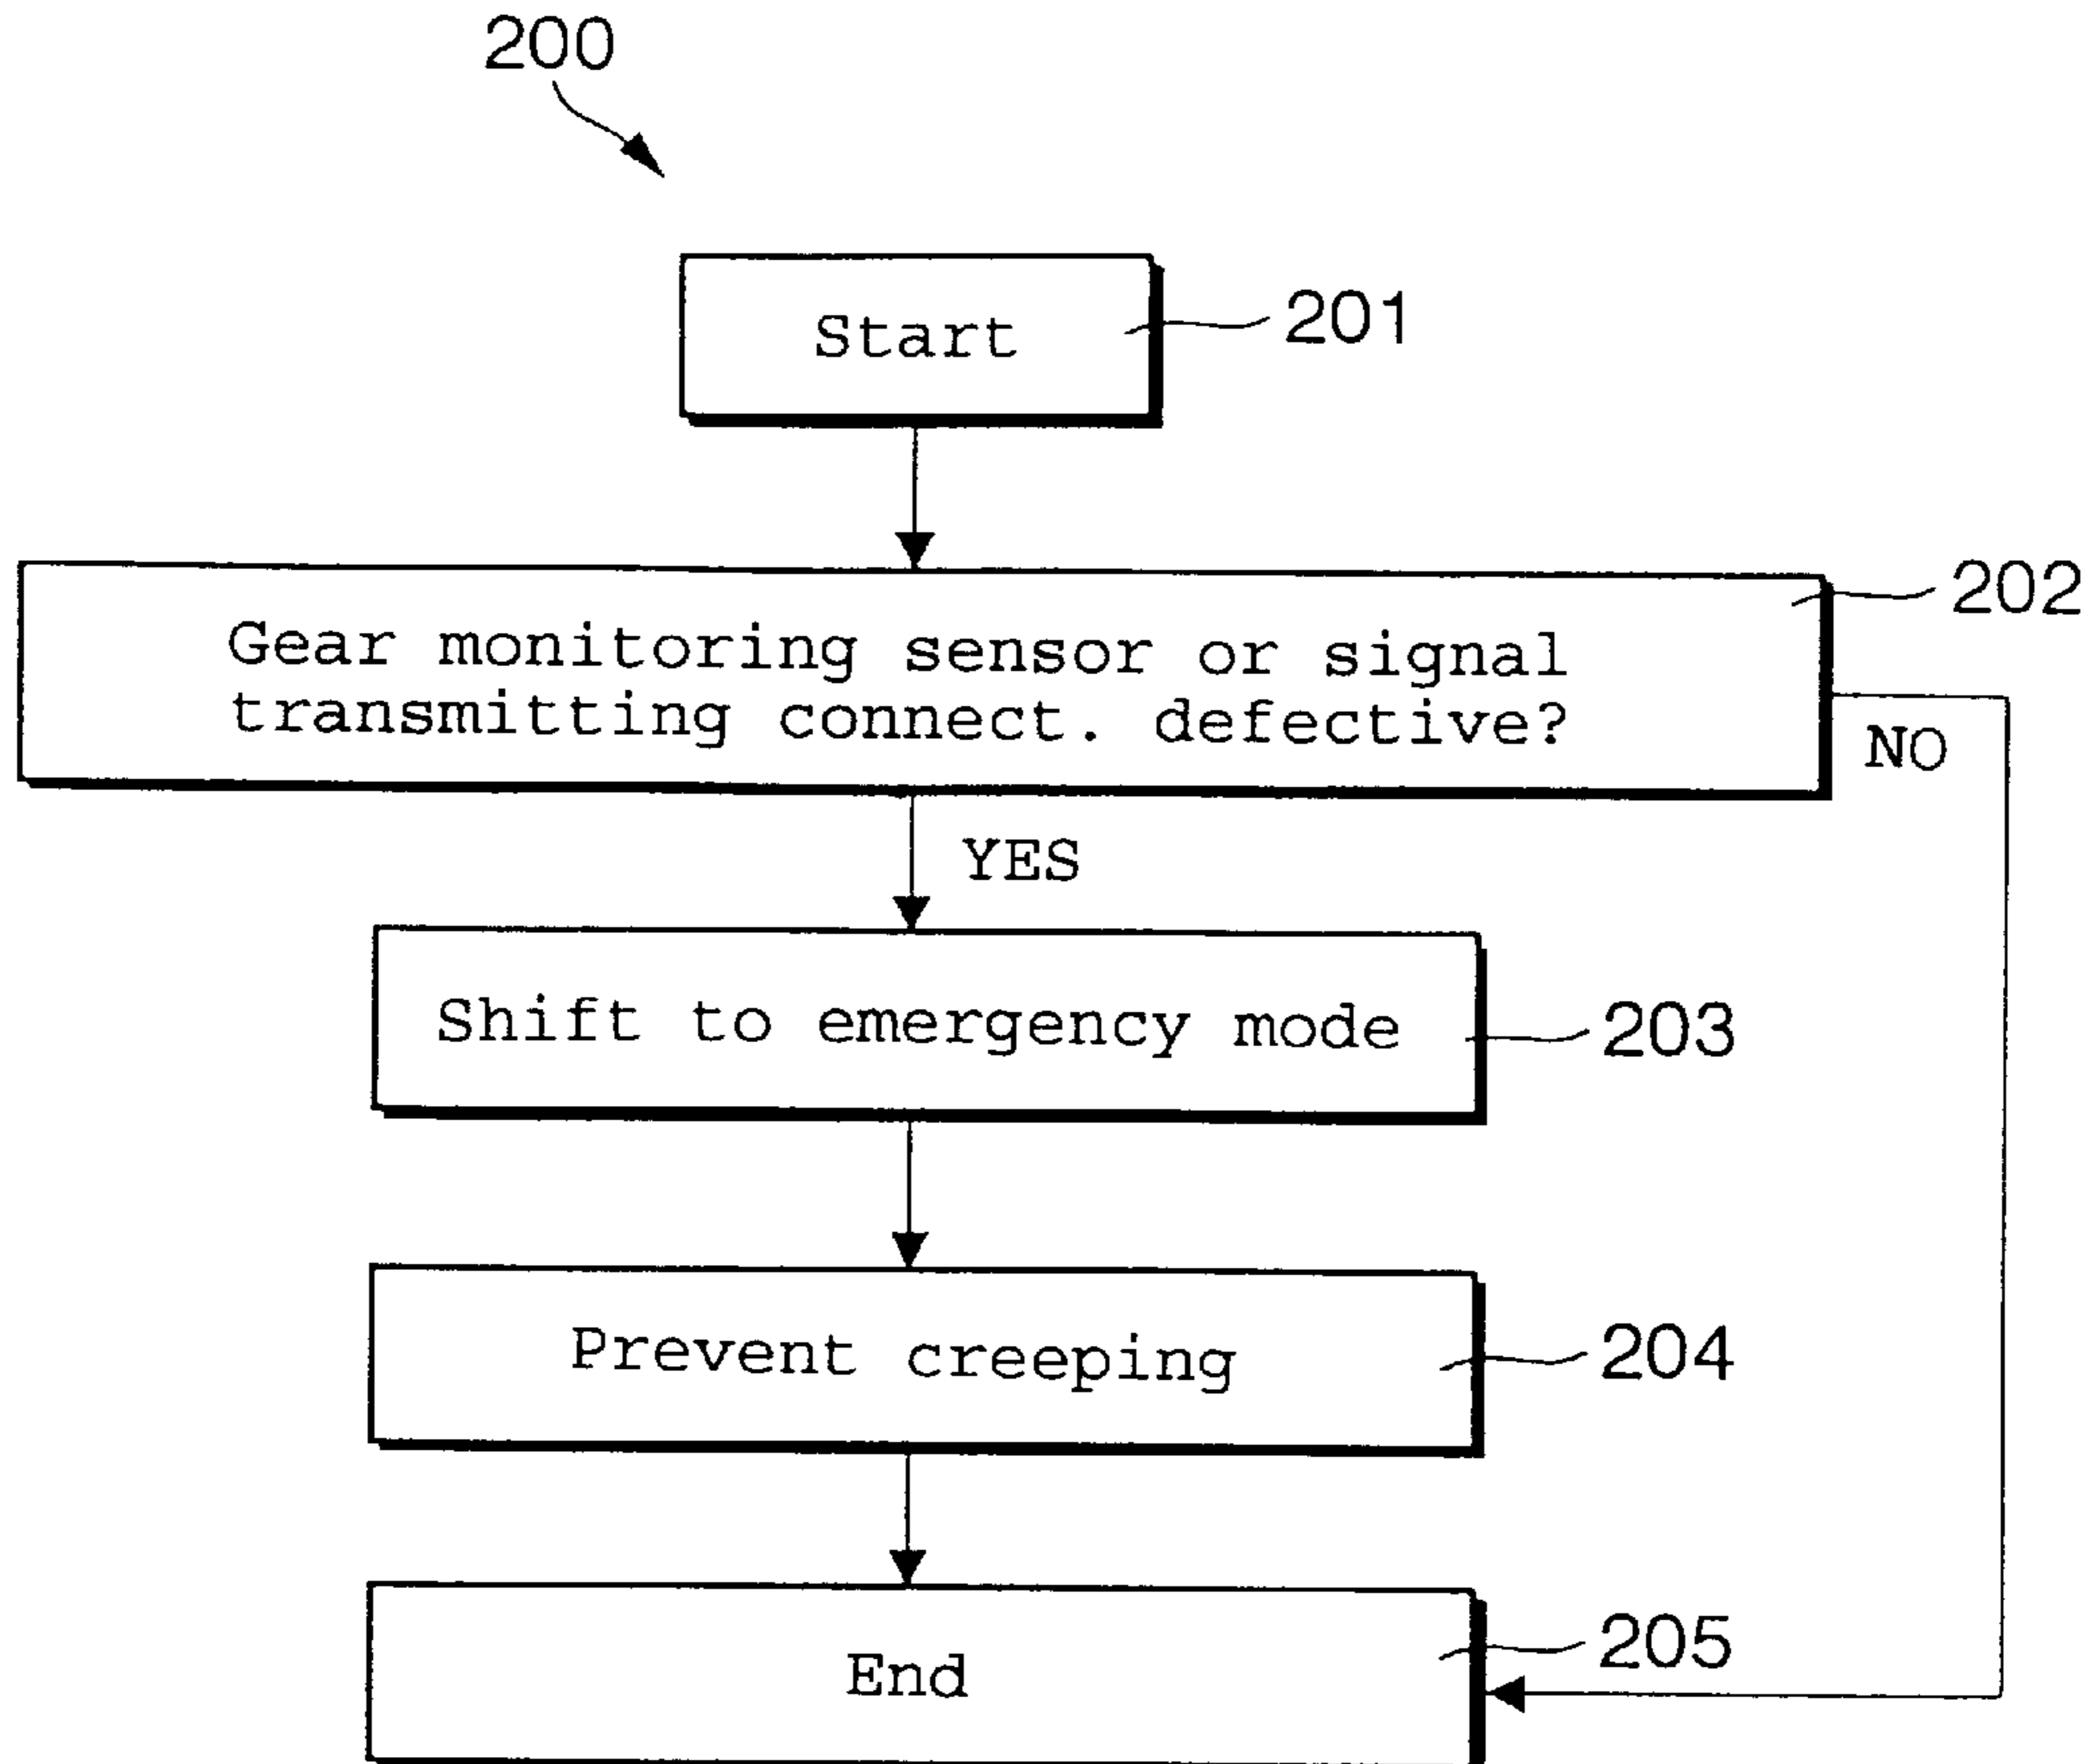 200
Start
201
202
Gear monitoring sensor or signal
transmitting connect. defective?
NO
YES
Shift to emergency mode
203
Prevent creeping
204
205
End